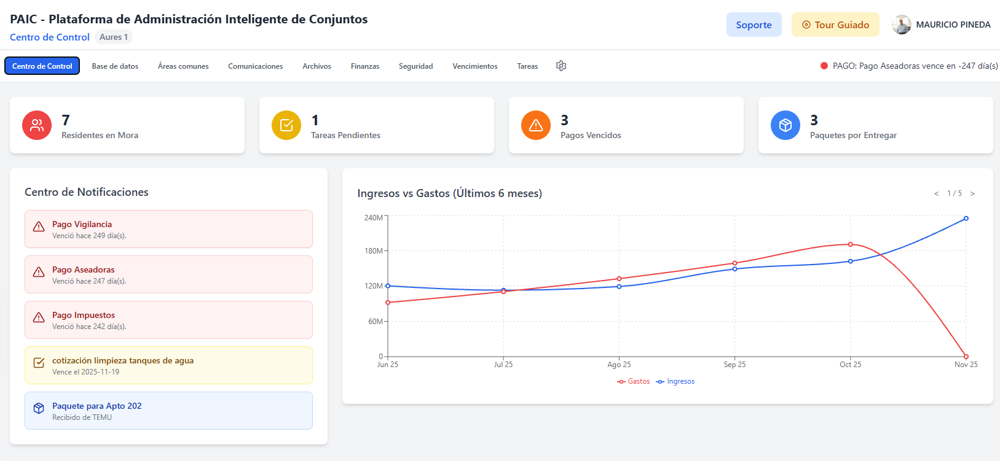 PAIC - Plataforma de Administración Inteligente de Conjuntos
Centro de Control Aures 1
Soporte
Tour Guiado
MAURICIO PINEDA
Centro de Control
Base de datos
Áreas comunes
Comunicaciones
Archivos
Finanzas
Seguridad
Vencimientos
Tareas
PAGO: Pago Aseadoras vence en -247 día(s)
7
Residentes en Mora
1
Tareas Pendientes
3
Pagos Vencidos
3
Paquetes por Entregar
Centro de Notificaciones
Pago Vigilancia
Venció hace 249 día(s).
Pago Aseadoras
Venció hace 247 día(s).
Pago Impuestos
Venció hace 242 día(s).
cotización limpieza tanques de agua
Vence el 2025-11-19
Paquete para Apto 202
Recibido de TEMU
Ingresos vs Gastos (Últimos 6 meses)
< 1 / 5 >
240M
180M
120M
60M
0
Jun 25 Jul 25 Ago 25 Sep 25 Oct 25 Nov 25
Gastos Ingresos